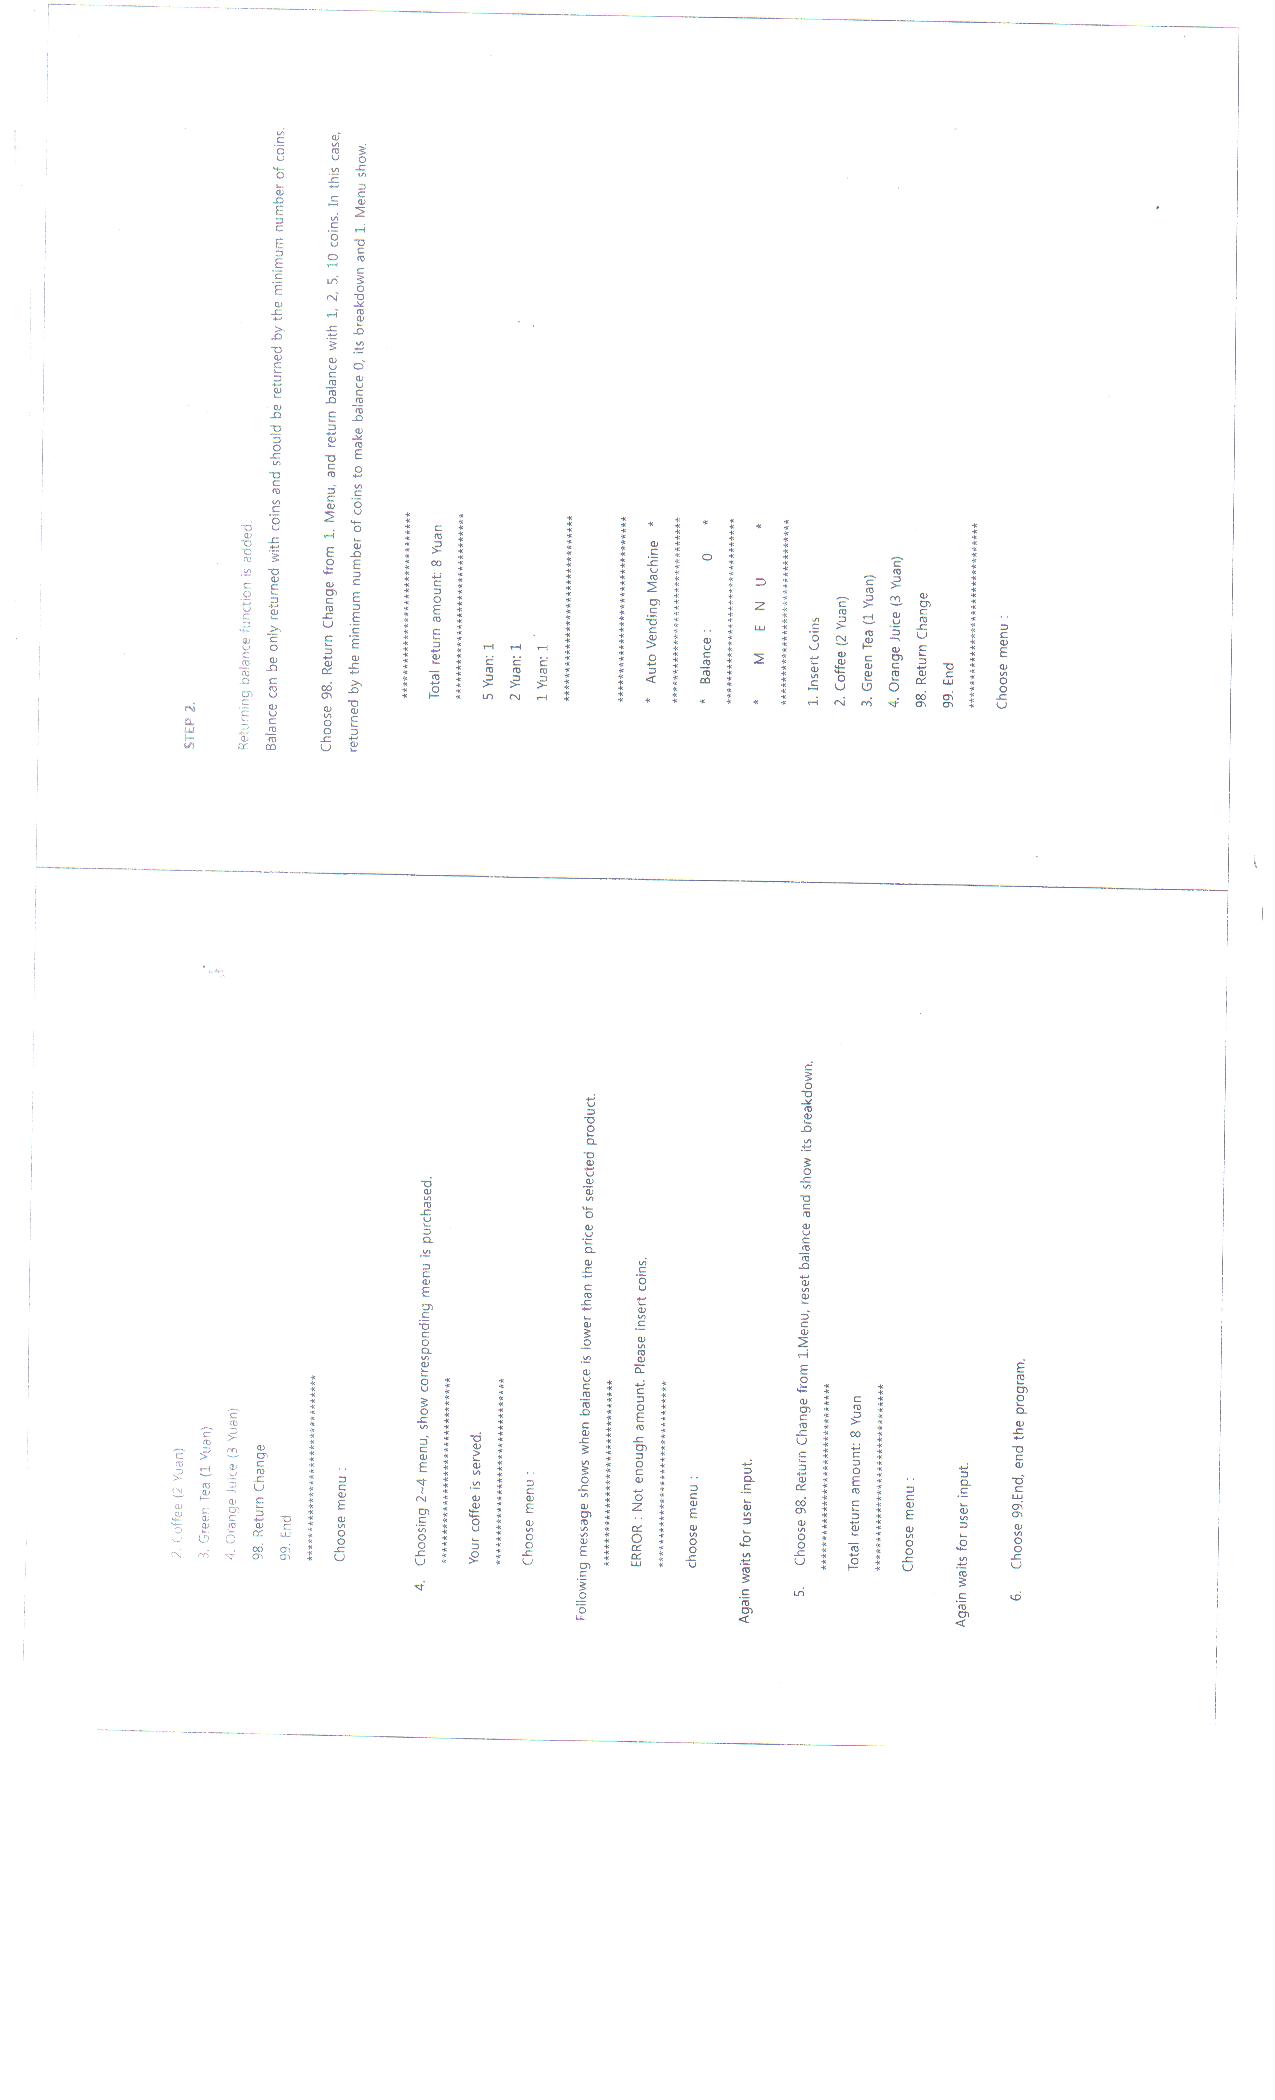 2. Coffee (2 Yuan)
3. Green Tea (1 Yuan)
4. Orange Juice (3 Yuan)
98. Return Change
99. End
***********************************
Choose menu :
4. Choosing 2~4 menu, show corresponding menu is purchased.
***********************************
Your coffee is served.
***********************************
Choose menu :
Following message shows when balance is lower than the price of selected product.
***********************************
ERROR : Not enough amount. Please insert coins.
***********************************
choose menu :
Again waits for user input.
5. Choose 98. Return Change from 1.Menu, reset balance and show its breakdown.
***********************************
Total return amount: 8 Yuan
***********************************
Choose menu :
Again waits for user input.
6. Choose 99.End, end the program.
STEP 2.
Returning balance function is added.
Balance can be only returned with coins and should be returned by the minimum number of coins.
Choose 98. Return Change from 1. Menu, and return balance with 1, 2, 5, 10 coins. In this case,
returned by the minimum number of coins to make balance 0, its breakdown and 1. Menu show.
***********************************
Total return amount: 8 Yuan
***********************************
5 Yuan: 1
2 Yuan: 1
1 Yuan: 1
***********************************
***********************************
* Auto Vending Machine *
***********************************
* Balance : 0 *
***********************************
* M E N U *
***********************************
1. Insert Coins
2. Coffee (2 Yuan)
3. Green Tea (1 Yuan)
4. Orange Juice (3 Yuan)
98. Return Change
99. End
***********************************
Choose menu :